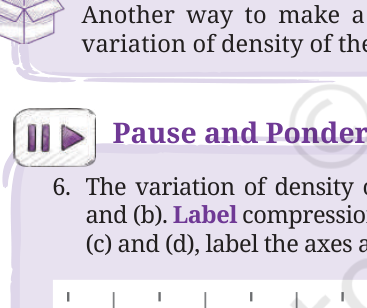 Another way to make a
variation of density of the
Pause and Ponder
6. The variation of density
and (b). Label compressio
(c) and (d), label the axes a